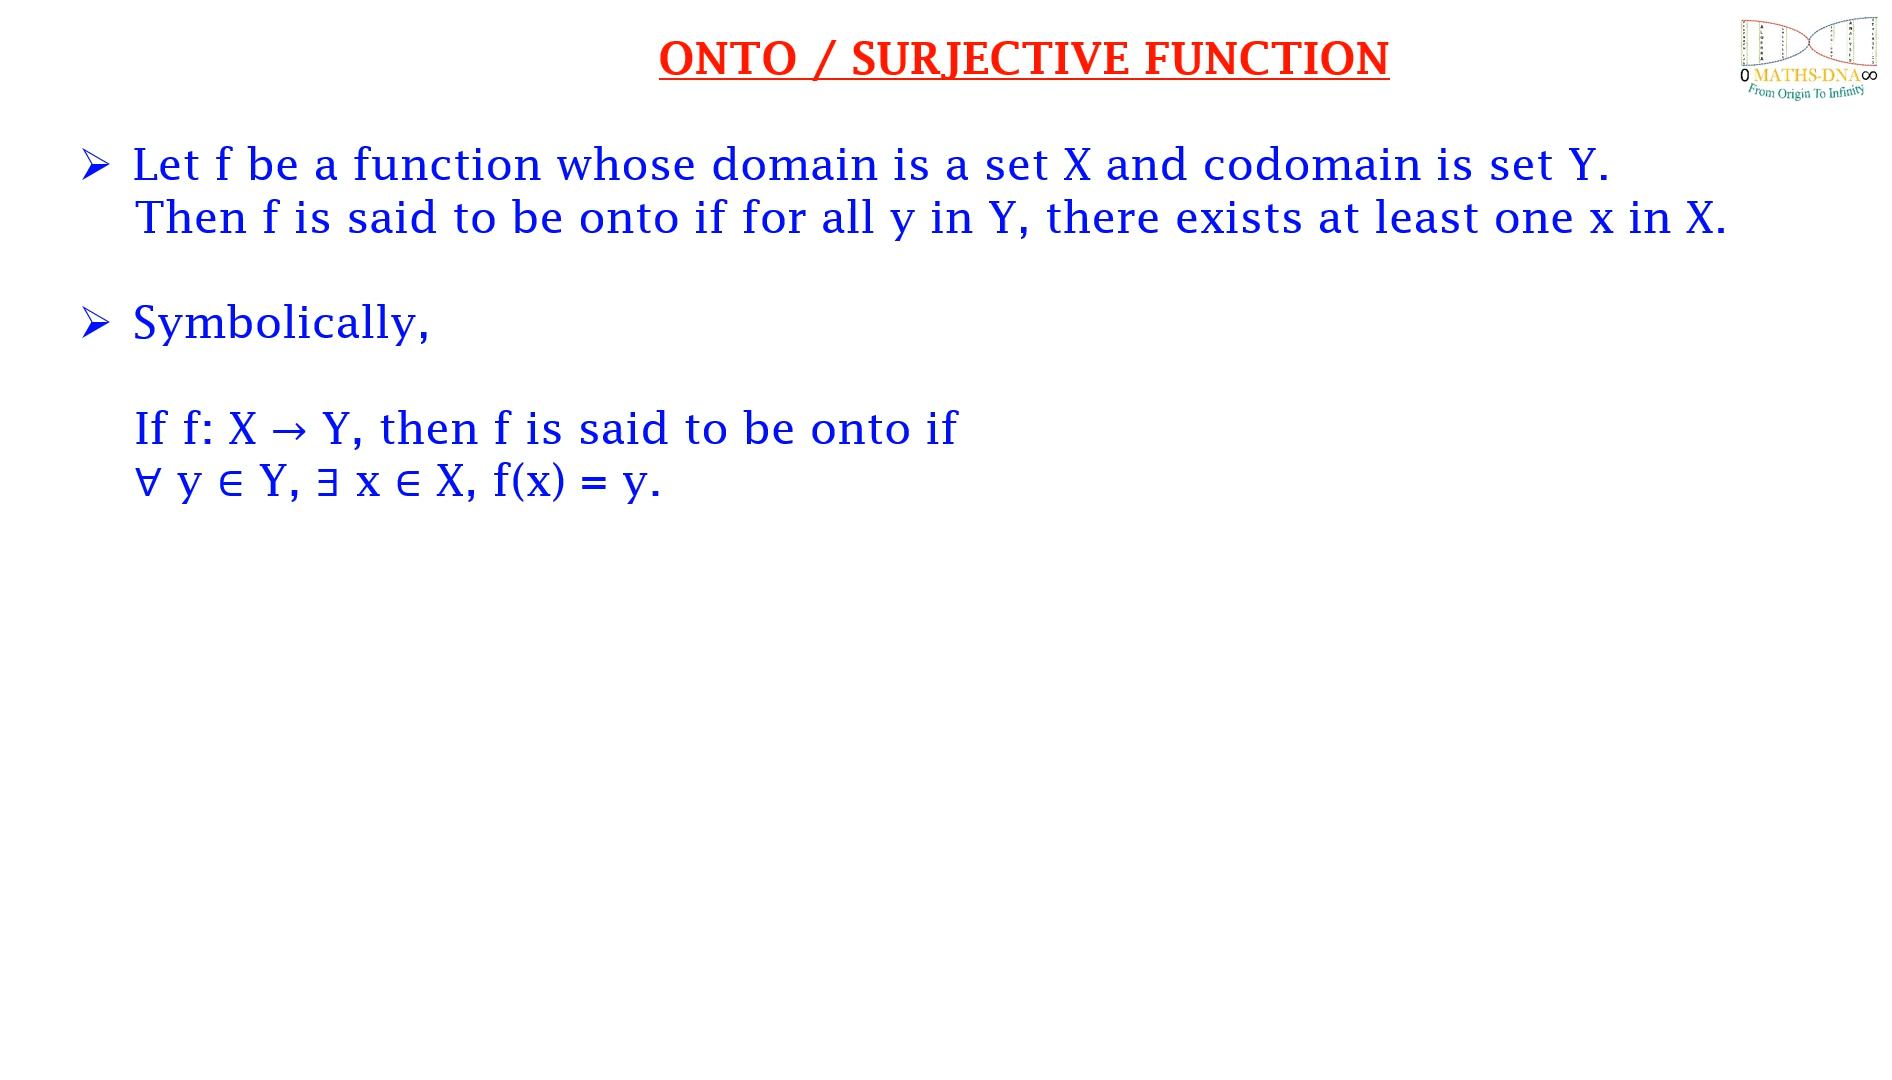 ONTO / SURJECTIVE FUNCTION
0 MATHS-DNA ∞
From Origin To Infinity
➢ Let f be a function whose domain is a set X and codomain is set Y.
Then f is said to be onto if for all y in Y, there exists at least one x in X.
➢ Symbolically,
If f: X → Y, then f is said to be onto if
∀ y ∈ Y, ∃ x ∈ X, f(x) = y.